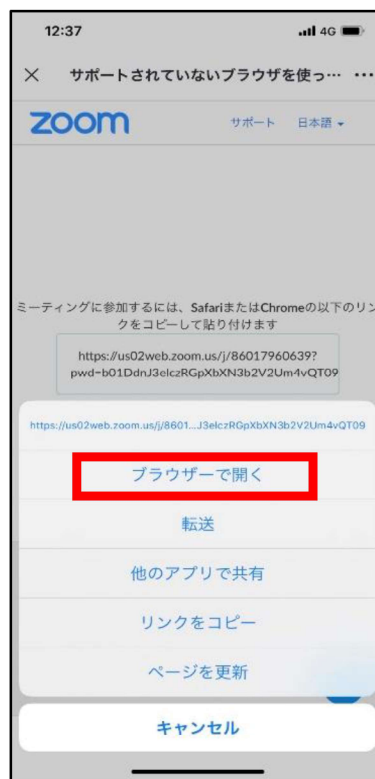 12:37
4G
サポートされていないブラウザを使っ…
zoom
サポート 日本語
ミーティングに参加するには、SafariまたはChromeの以下のリン
クをコピーして貼り付けます
https://us02web.zoom.us/j/86017960639?
pwd=b01DdnJ3elczRGpXbXN3b2V2Um4vQT09
https://us02web.zoom.us/j/8601...J3elczRGpXbXN3b2V2Um4vQT09
ブラウザーで開く
転送
他のアプリで共有
リンクをコピー
ページを更新
キャンセル